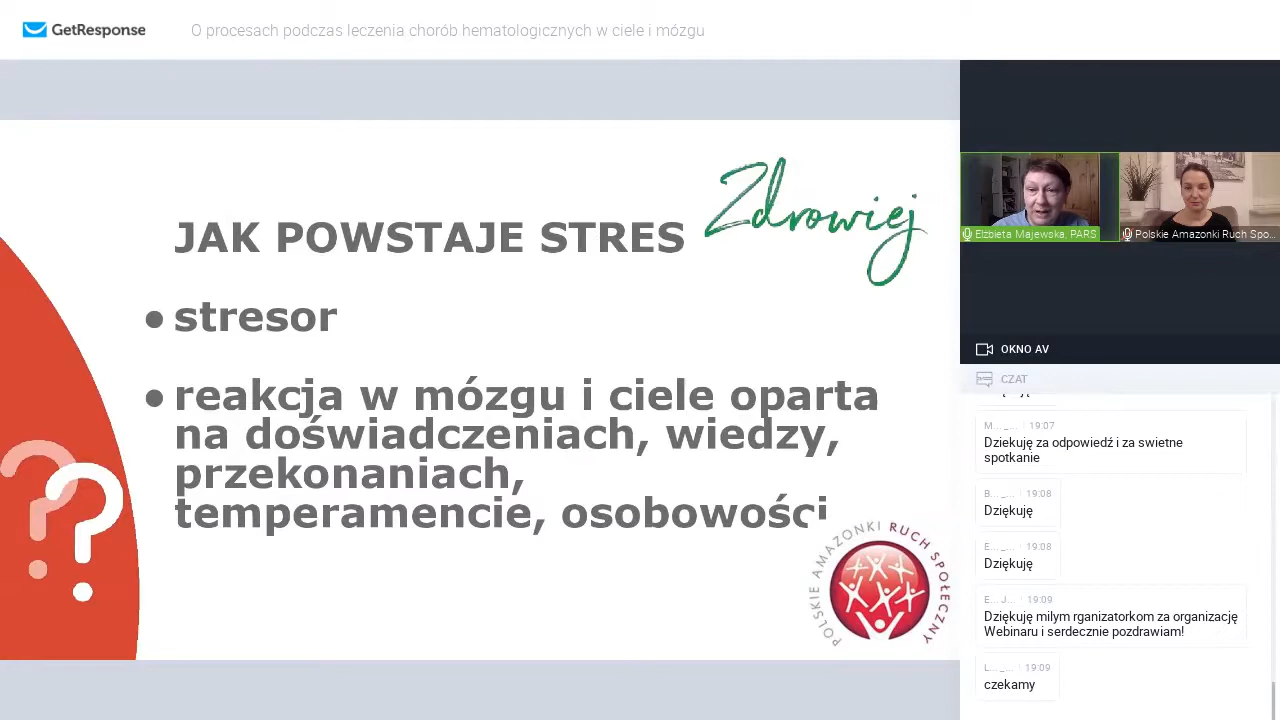 GetResponse
O procesach podczas leczenia chorób hematologicznych w ciele i mózgu
Zdrowiej
JAK POWSTAJE STRES
● stresor
● reakcja w mózgu i ciele oparta
na doświadczeniach, wiedzy,
przekonaniach,
temperamencie, osobowości
??
POLSKIE AMAZONKI RUCH SPOŁECZNY
Elżbieta Majewska. PARS
Polskie Amazonki Ruch Spo...
OKNO AV
CZAT
M... _... 19:07
Dziekuję za odpowiedź i za swietne
spotkanie
B... _... 19:08
Dziękuję
E... _... 19:08
Dziękuję
E... J... 19:09
Dziękuję milym rganizatorkom za organizację
Webinaru i serdecznie pozdrawiam!
L... _... 19:09
czekamy